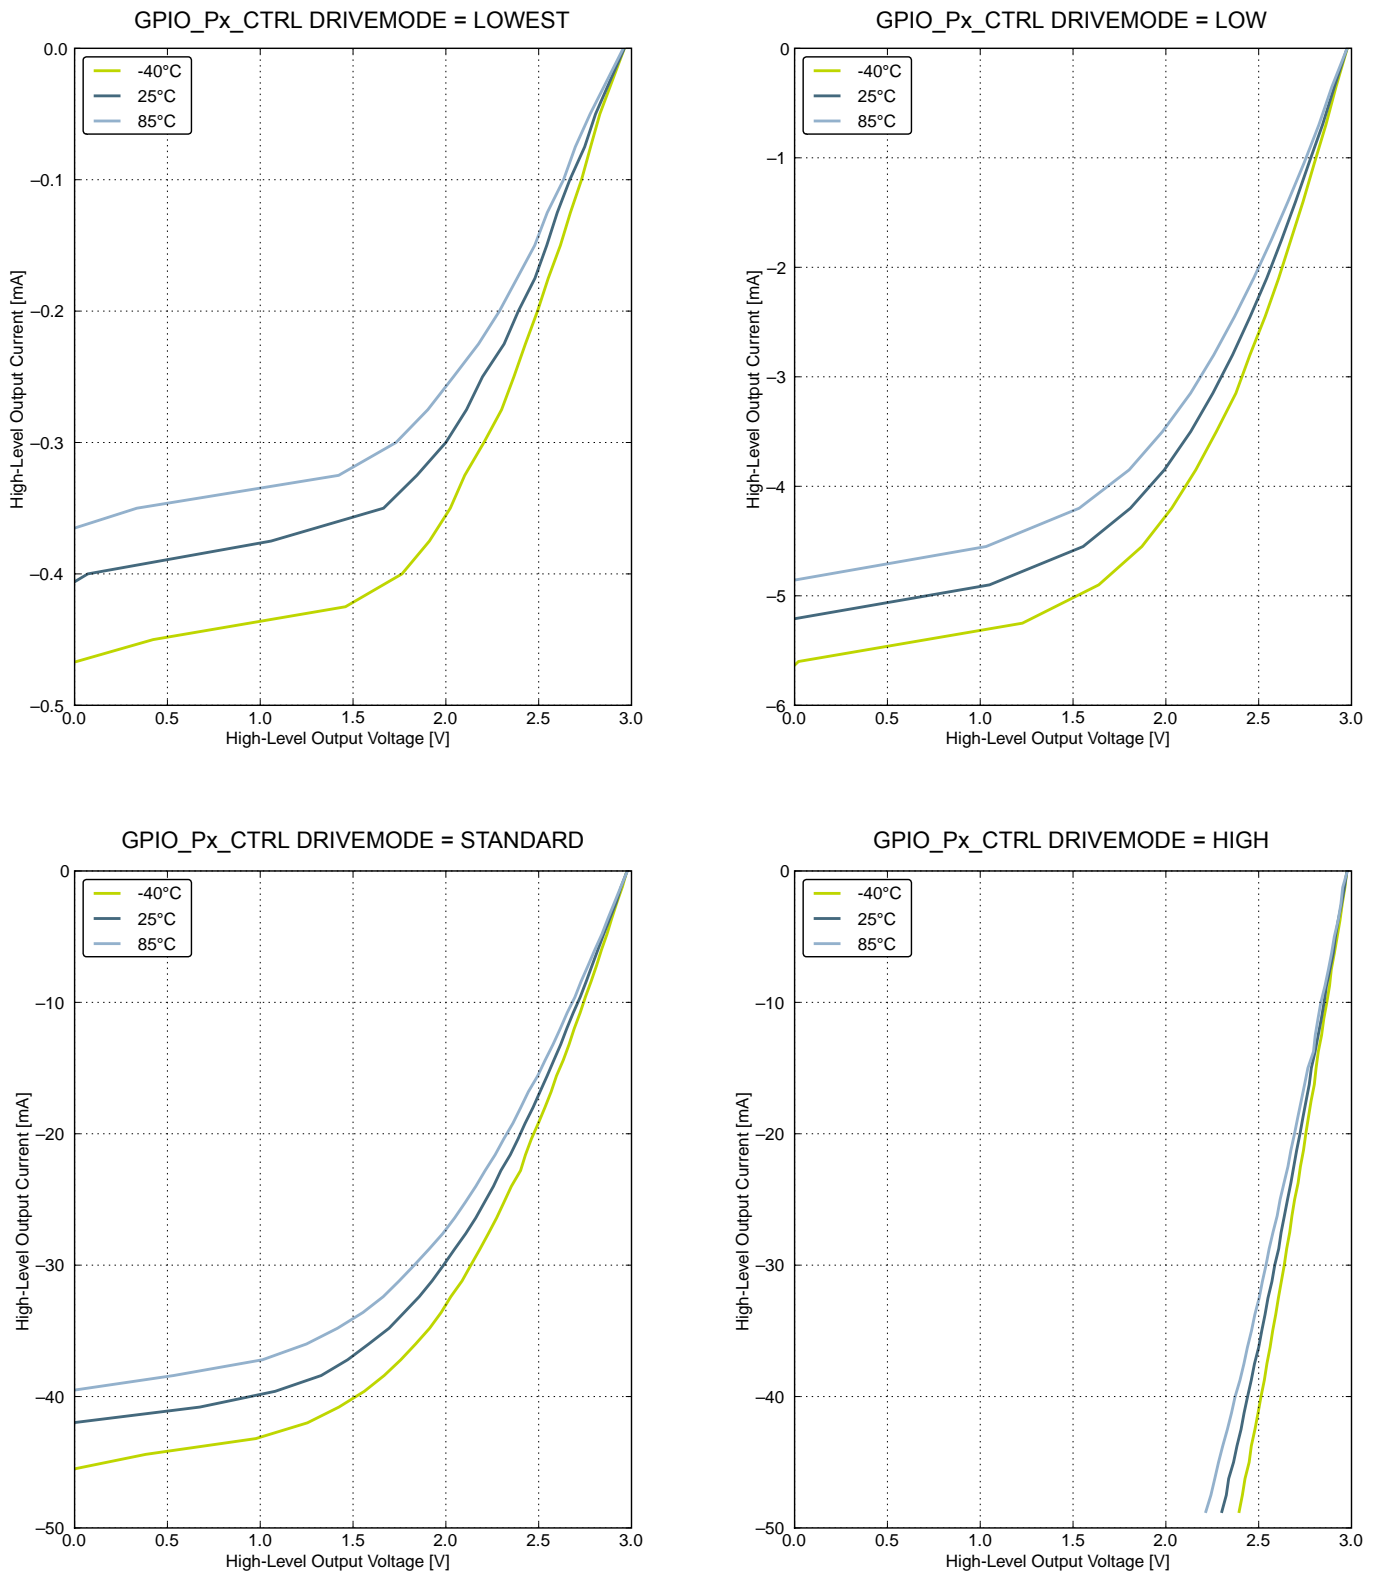 GPIO_Px_CTRL DRIVEMODE = LOWEST
0.0
–0.1
–0.2
–0.3
–0.4
–0.5
High-Level Output Current [mA]
-40°C
25°C
85°C
0.0 0.5 1.0 1.5 2.0 2.5 3.0
High-Level Output Voltage [V]
GPIO_Px_CTRL DRIVEMODE = LOW
0
–1
–2
–3
–4
–5
–6
High-Level Output Current [mA]
-40°C
25°C
85°C
0.0 0.5 1.0 1.5 2.0 2.5 3.0
High-Level Output Voltage [V]
GPIO_Px_CTRL DRIVEMODE = STANDARD
0
–10
–20
–30
–40
–50
High-Level Output Current [mA]
-40°C
25°C
85°C
0.0 0.5 1.0 1.5 2.0 2.5 3.0
High-Level Output Voltage [V]
GPIO_Px_CTRL DRIVEMODE = HIGH
0
–10
–20
–30
–40
–50
High-Level Output Current [mA]
-40°C
25°C
85°C
0.0 0.5 1.0 1.5 2.0 2.5 3.0
High-Level Output Voltage [V]